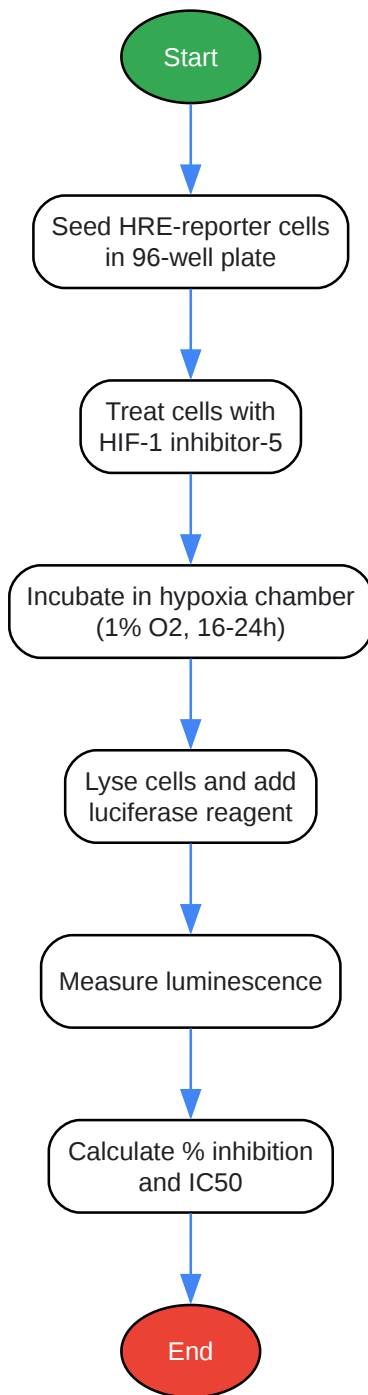 Start
Seed HRE-reporter cells
in 96-well plate
Treat cells with
HIF-1 inhibitor-5
Incubate in hypoxia chamber
(1% O2, 16-24h)
Lyse cells and add
luciferase reagent
Measure luminescence
Calculate % inhibition
and IC50
End